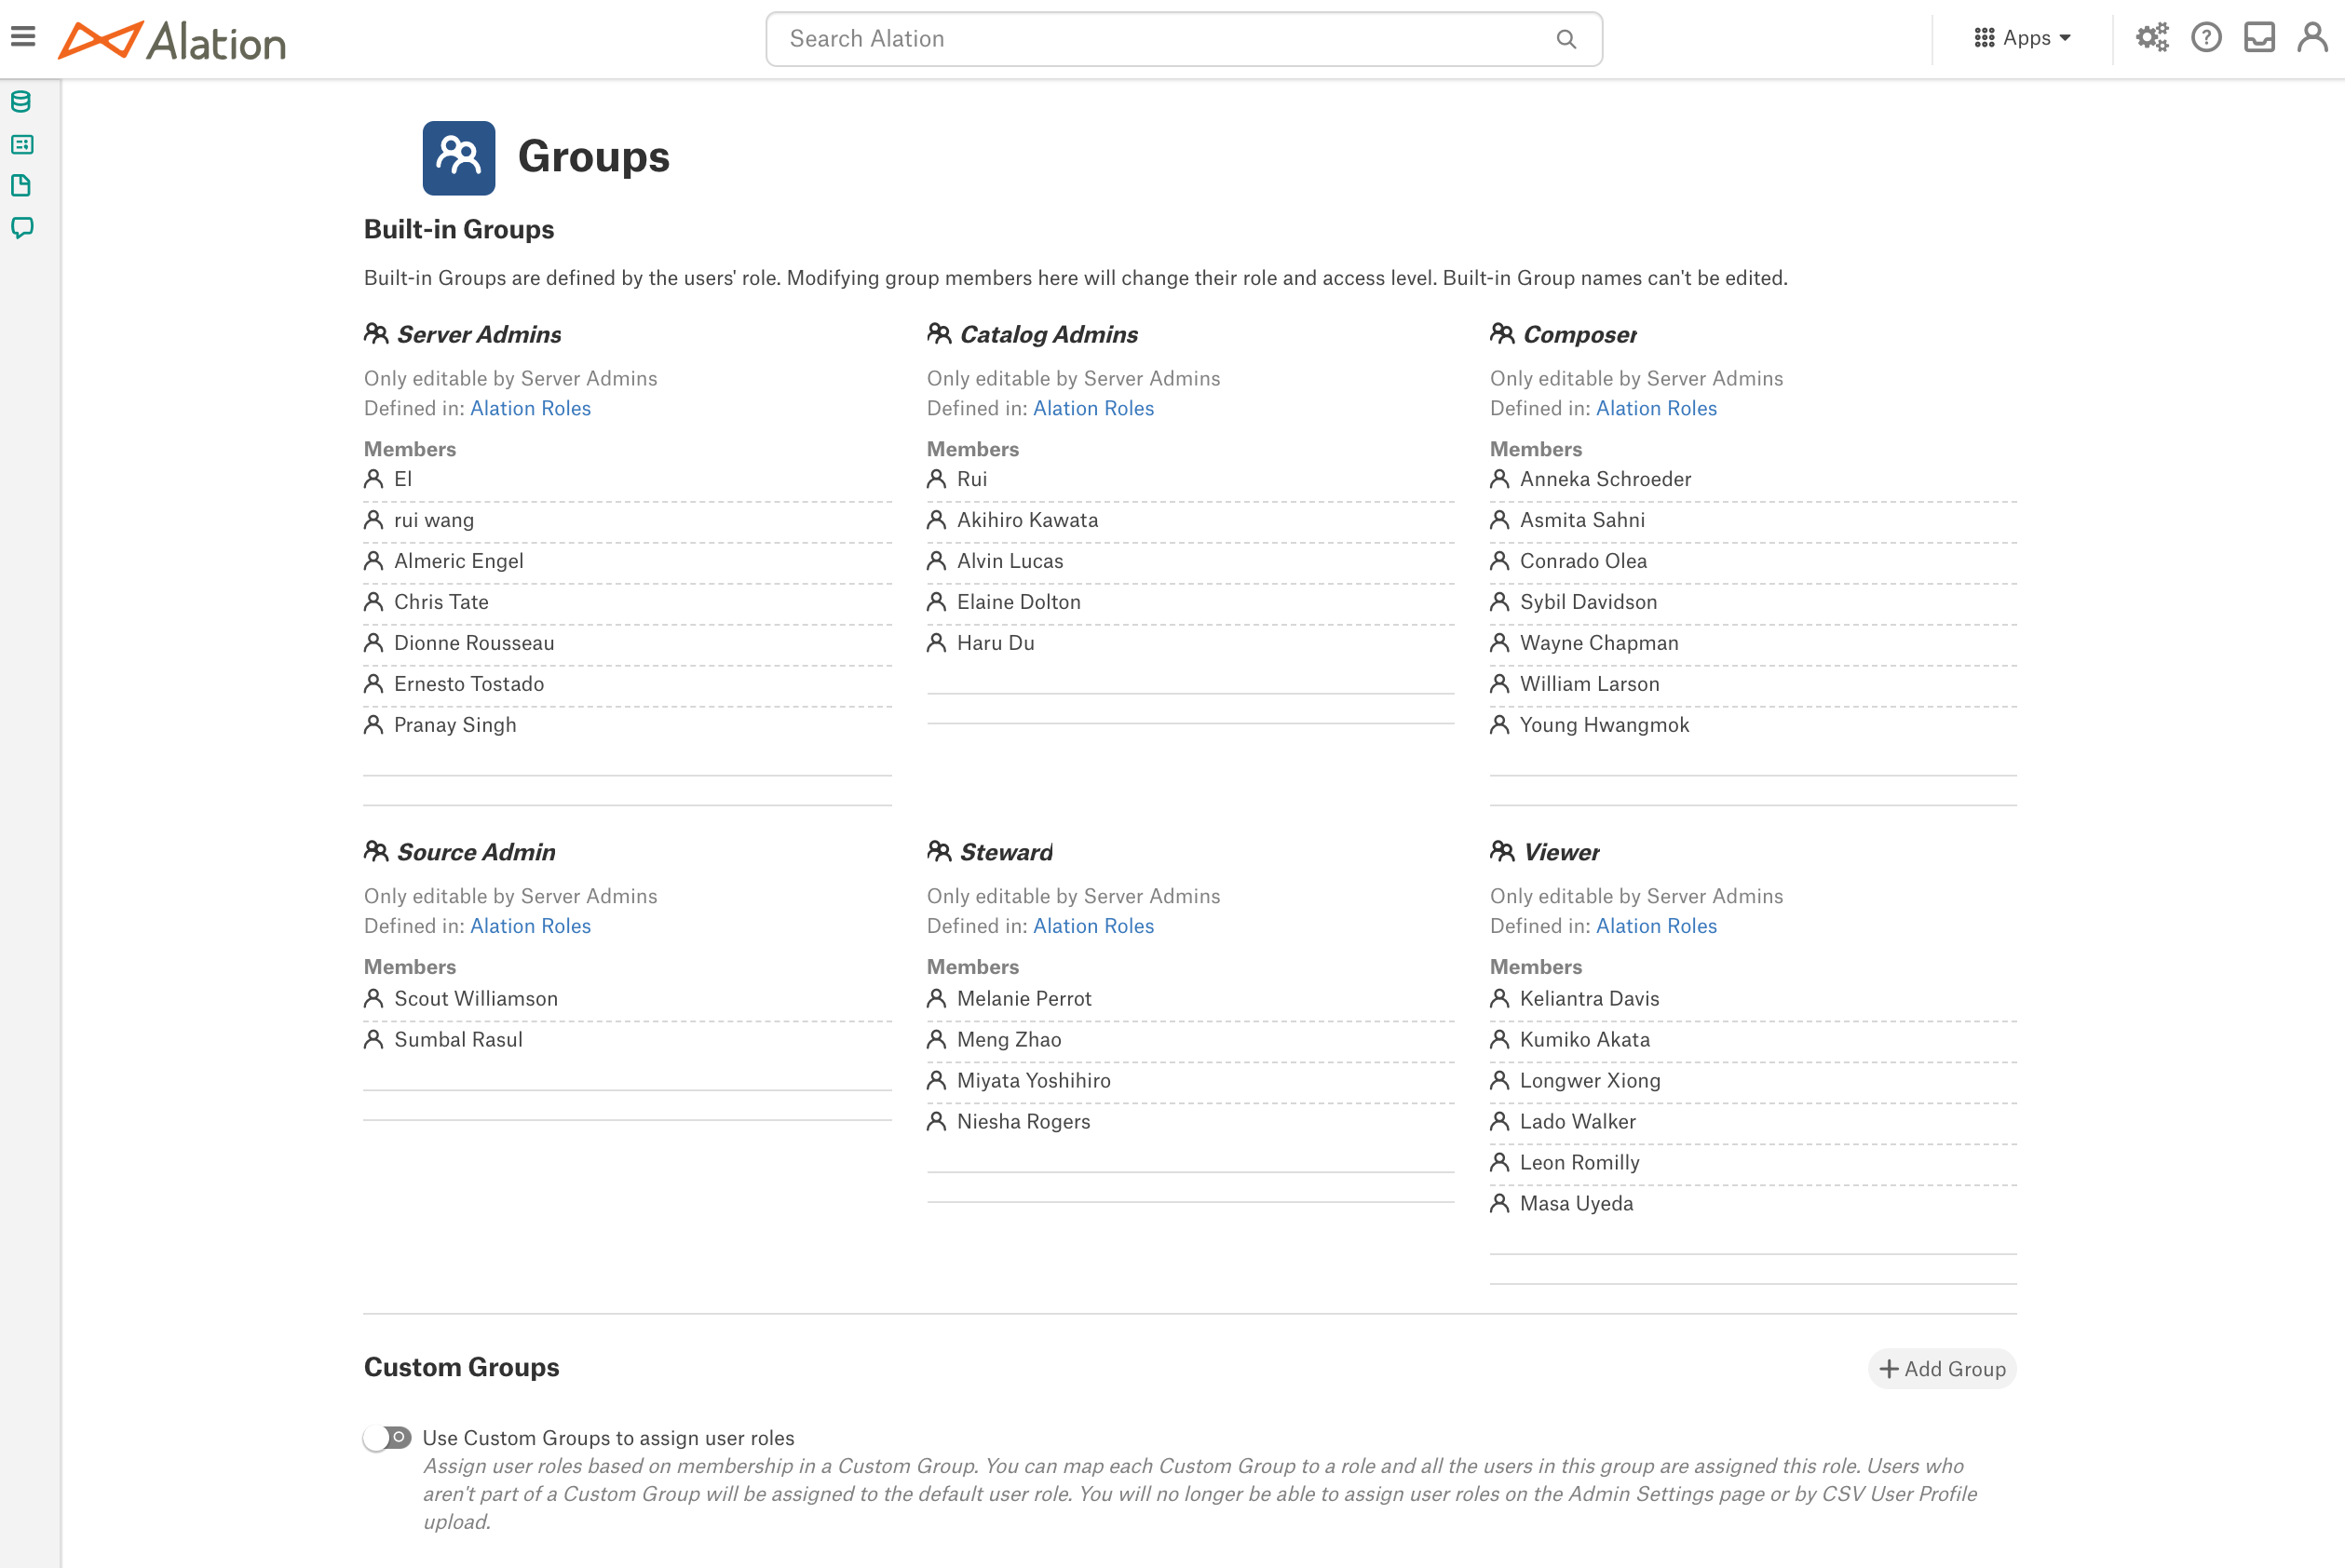 Alation
Search Alation
Apps
Groups
Built-in Groups
Built-in Groups are defined by the users' role. Modifying group members here will change their role and access level. Built-in Group names can't be edited.
Server Admins
Only editable by Server Admins
Defined in: Alation Roles
Members
El
rui wang
Almeric Engel
Chris Tate
Dionne Rousseau
Ernesto Tostado
Pranay Singh
Catalog Admins
Only editable by Server Admins
Defined in: Alation Roles
Members
Rui
Akihiro Kawata
Alvin Lucas
Elaine Dolton
Haru Du
Composer
Only editable by Server Admins
Defined in: Alation Roles
Members
Anneka Schroeder
Asmita Sahni
Conrado Olea
Sybil Davidson
Wayne Chapman
William Larson
Young Hwangmok
Source Admin
Only editable by Server Admins
Defined in: Alation Roles
Members
Scout Williamson
Sumbal Rasul
Steward
Only editable by Server Admins
Defined in: Alation Roles
Members
Melanie Perrot
Meng Zhao
Miyata Yoshihiro
Niesha Rogers
Viewer
Only editable by Server Admins
Defined in: Alation Roles
Members
Keliantra Davis
Kumiko Akata
Longwer Xiong
Lado Walker
Leon Romilly
Masa Uyeda
Custom Groups
Add Group
Use Custom Groups to assign user roles
Assign user roles based on membership in a Custom Group. You can map each Custom Group to a role and all the users in this group are assigned this role. Users who
aren't part of a Custom Group will be assigned to the default user role. You will no longer be able to assign user roles on the Admin Settings page or by CSV User Profile
upload.